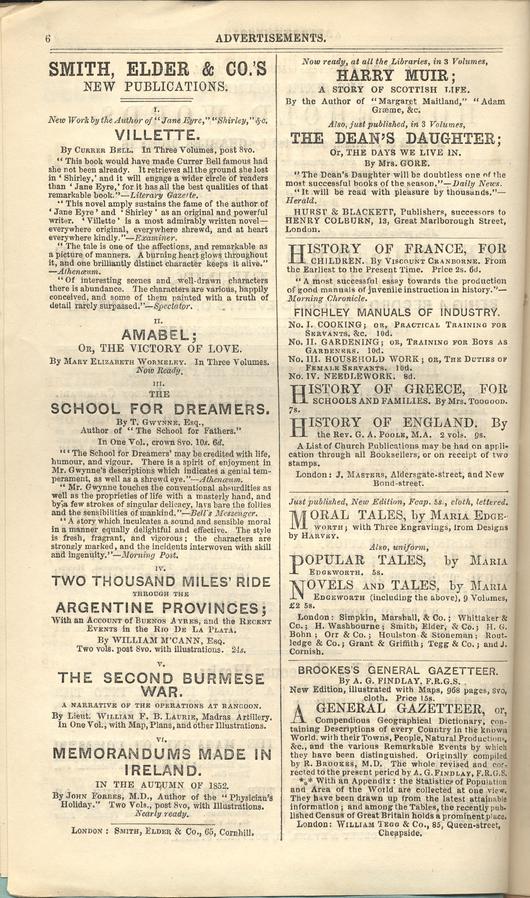 6
ADVERTISEMENTS.
SMITH, ELDER & CO.'S
NEW PUBLICATIONS.
I.
New Work by the Author of "Jane Eyre," "Shirley," &c.
VILLETTE.
By CURRER BELL. In Three Volumes, post 8vo.
"This book would have made Currer Bell famous had
she not been already. It retrieves all the ground she lost
in 'Shirley,' and it will engage a wider circle of readers
than 'Jane Eyre,' for it has all the best qualities of that
remarkable book."—Literary Gazette.
"This novel amply sustains the fame of the author of
'Jane Eyre' and 'Shirley' as an original and powerful
writer. 'Villette' is a most admirably written novel—
everywhere original, everywhere shrewd, and at heart
everywhere kindly."—Examiner.
"The tale is one of the affections, and remarkable as
a picture of manners. A burning heart glows throughout
it, and one brilliantly distinct character keeps it alive."
—Athenæum.
"Of interesting scenes and well-drawn characters
there is abundance. The characters are various, happily
conceived, and some of them painted with a truth of
detail rarely surpassed."—Spectator.
II.
AMABEL;
OR, THE VICTORY OF LOVE.
By MARY ELIZABETH WORMELEY. In Three Volumes.
Now Ready.
III.
THE
SCHOOL FOR DREAMERS.
By T. GWYNNE, Esq.,
Author of "The School for Fathers."
In One Vol., crown 8vo. 10s. 6d.
"'The School for Dreamers' may be credited with life,
humour, and vigour. There is a spirit of enjoyment in
Mr. Gwynne's descriptions which indicates a genial tem-
perament, as well as a shrewd eye."—Athenæum.
"Mr. Gwynne touches the conventional absurdities as
well as the proprieties of life with a masterly hand, and
by a few strokes of singular delicacy, lays bare the follies
and the sensibilities of mankind."—Bell's Messenger.
"A story which inculcates a sound and sensible moral
in a manner equally delightful and effective. The style
is fresh, fragrant, and vigorous; the characters are
strongly marked, and the incidents interwoven with skill
and ingenuity."—Morning Post.
IV.
TWO THOUSAND MILES' RIDE
THROUGH THE
ARGENTINE PROVINCES;
With an ACCOUNT OF BUENOS AYRES, and the RECENT
EVENTS in the RIO DE LA PLATA.
By WILLIAM M'CANN, Esq.
Two vols. post 8vo. with illustrations. 24s.
V.
THE SECOND BURMESE
WAR.
A NARRATIVE OF THE OPERATIONS AT RANGOON.
By Lieut. WILLIAM F. B. LAURIE, Madras Artillery.
In One Vol., with Map, Plans, and other Illustrations.
VI.
MEMORANDUMS MADE IN
IRELAND.
IN THE AUTUMN OF 1852.
By JOHN FORBES, M.D., Author of the "Physician's
Holiday." Two Vols., post 8vo, with Illustrations.
Nearly ready.
LONDON: SMITH, ELDER & Co., 65, Cornhill.
Now ready, at all the Libraries, in 3 Volumes,
HARRY MUIR;
A STORY OF SCOTTISH LIFE.
By the Author of "Margaret Maitland," "Adam
Græme, &c.
Also, just published, in 3 Volumes,
THE DEAN'S DAUGHTER;
OR, THE DAYS WE LIVE IN.
By Mrs. GORE.
"The Dean's Daughter will be doubtless one of the
most successful books of the season."—Daily News.
"It will be read with pleasure by thousands."—
Herald.
HURST & BLACKETT, Publishers, successors to
HENRY COLBURN, 13, Great Marlborough Street,
London.
HISTORY OF FRANCE, FOR
CHILDREN. BY VISCOUNT CRANBORNE. From
the Earliest to the Present Time. Price 2s. 6d.
"A most successful essay towards the production
of good manuals of juvenile instruction in history."—
Morning Chronicle.
FINCHLEY MANUALS OF INDUSTRY.
No. I. COOKING; OR, PRACTICAL TRAINING FOR
SERVANTS, &c. 10d.
No. II. GARDENING; OR, TRAINING FOR BOYS AS
GARDENERS. 10d.
No. III. HOUSEHOLD WORK; OR, THE DUTIES OF
FEMALE SERVANTS. 10d.
No. IV. NEEDLEWORK. 8d.
HISTORY OF GREECE, FOR
SCHOOLS AND FAMILIES. By Mrs. TOOGOOD.
7s.
HISTORY OF ENGLAND. By
the Rev. G. A. POOLE, M.A. 2 vols. 9s.
A List of Church Publications may be had on appli-
cation through all Booksellers, or on receipt of two
stamps.
London: J. MASTERS, Aldersgate-street, and New
Bond-street.
Just published, New Edition, Fcap. 8s., cloth, lettered.
MORAL TALES, by MARIA EDGE-
WORTH; with Three Engravings, from Designs
by HARVEY.
Also, uniform,
POPULAR TALES, by MARIA
EDGEWORTH. 5s.
NOVELS AND TALES, by MARIA
EDGEWORTH (including the above), 9 Volumes,
£2 5s.
London: Simpkin, Marshall, & Co.; Whittaker &
Co.; H. Washbourne; Smith, Elder, & Co.; H. G.
Bohn; Orr & Co.; Houlston & Stoneman; Rout-
ledge & Co.; Grant & Griffith; Tegg & Co.; and J.
Cornish.
BROOKES'S GENERAL GAZETTEER.
By A. G. FINDLAY, F.R.G.S.
New Edition, illustrated with Maps, 968 pages, 8vo,
cloth. Price 15s.
A GENERAL GAZETTEER, or,
Compendious Geographical Dictionary, con-
taining Descriptions of every Country in the Known
World, with their Towns, People, Natural Productions,
&c., and the various Remarkable Events by which
they have been distinguished. Originally compiled
by R. BROOKES, M.D. The whole revised and cor-
rected to the present period by A. G. FINDLAY, F.R.G.S.
*** With an Appendix: the Statistics of Population
and Area of the World are collected at one view.
They have been drawn up from the latest attainable
information; and among the Tables, the recently pub-
lished Census of Great Britain holds a prominent place.
London: WILLIAM TEGG & Co., 85, Queen-street,
Cheapside.